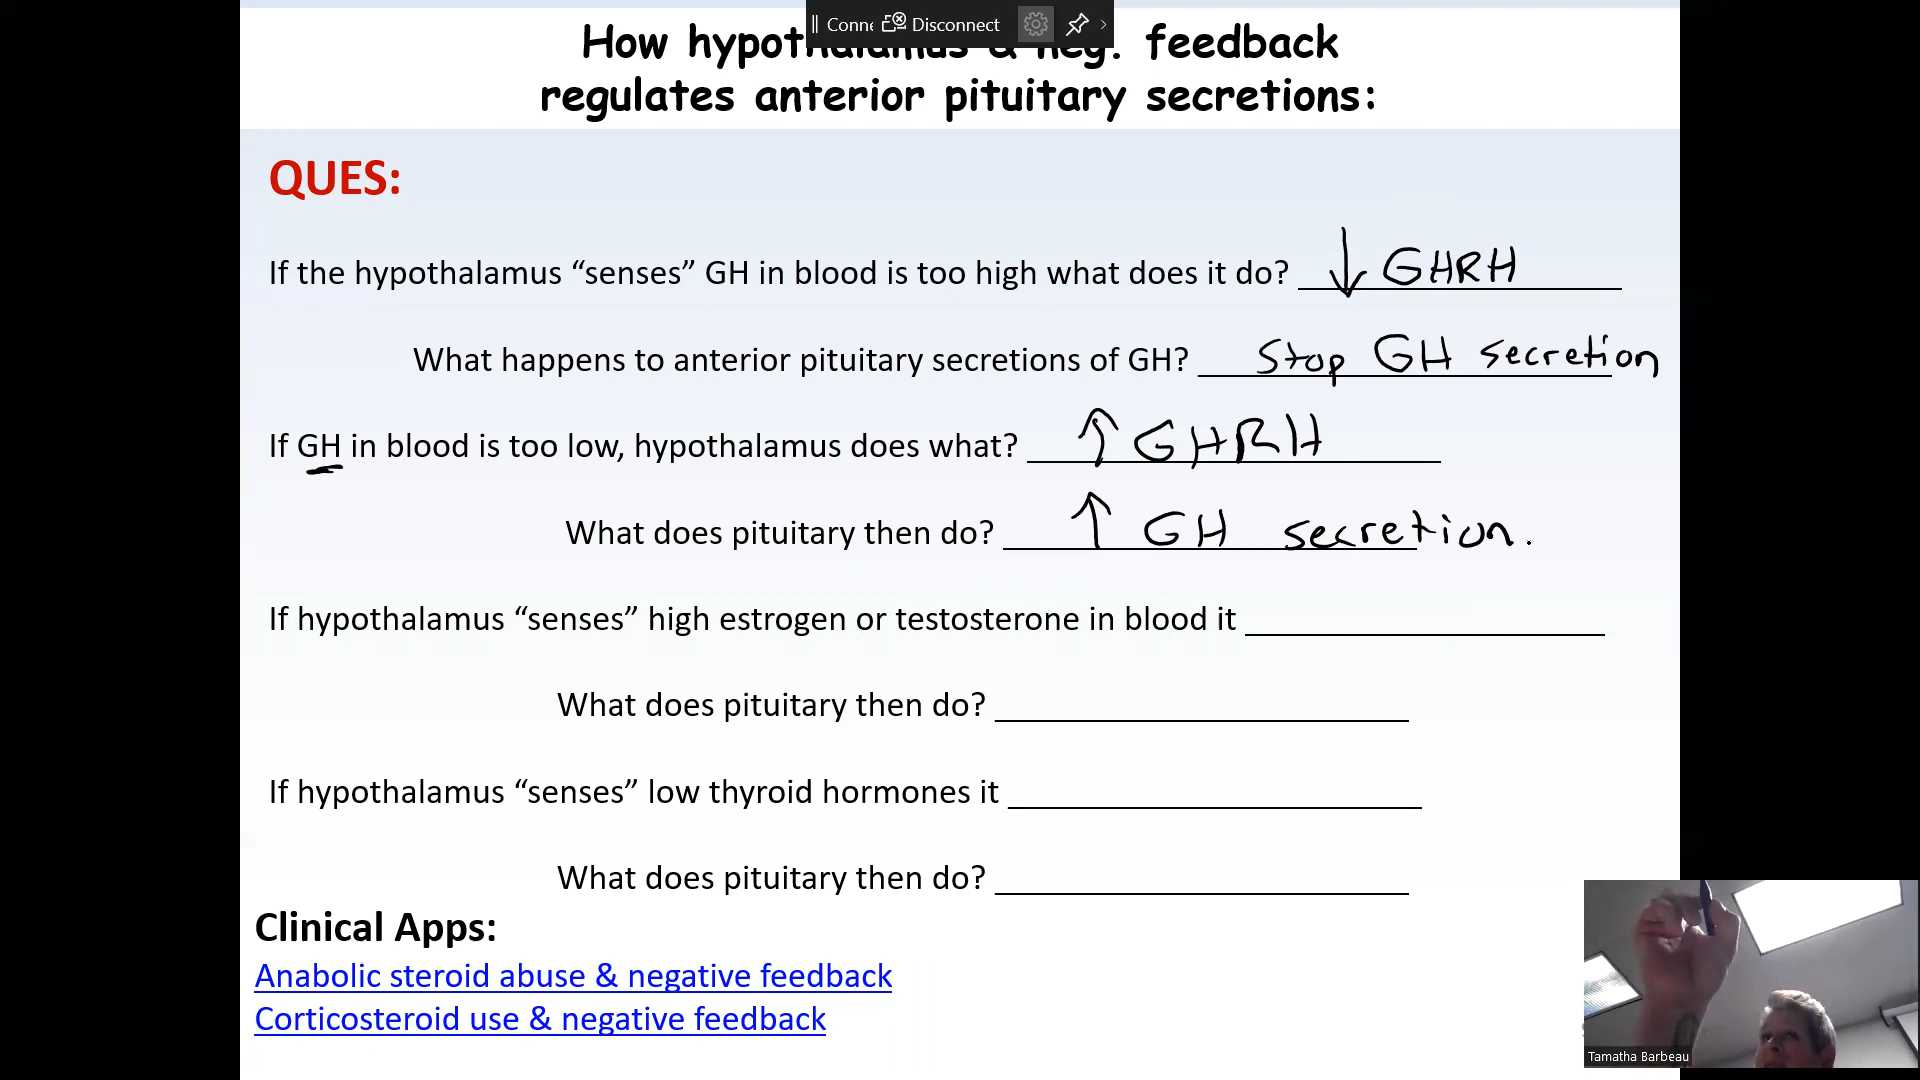 Conne Disconnect
How hypothalamus & neg. feedback
regulates anterior pituitary secretions:
QUES:
If the hypothalamus “senses” GH in blood is too high what does it do? ↓ GHRH
What happens to anterior pituitary secretions of GH? Stop GH secretion
If GH in blood is too low, hypothalamus does what? ↑ GHRH
What does pituitary then do? ↑ GH secretion.
If hypothalamus “senses” high estrogen or testosterone in blood it
What does pituitary then do?
If hypothalamus “senses” low thyroid hormones it
What does pituitary then do?
Clinical Apps:
Anabolic steroid abuse & negative feedback
Corticosteroid use & negative feedback
Tamatha Barbeau